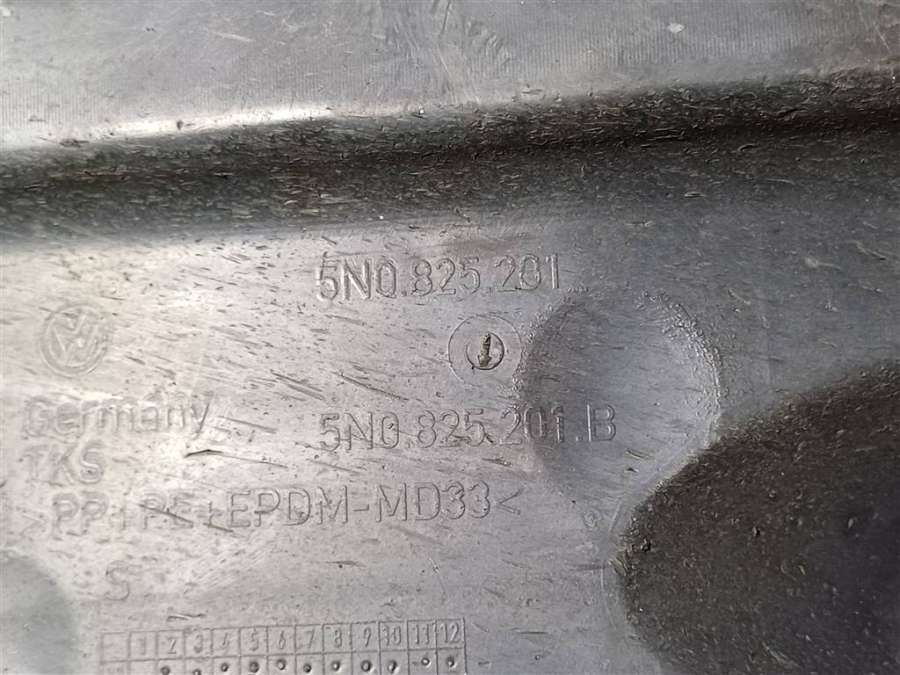 5N0.825.201
VW
Germany
5N0.825.201.B
TKS
PP+PE+EPDM-MD33<
S
1 2 3 4 5 6 7 8 9 10 11 12